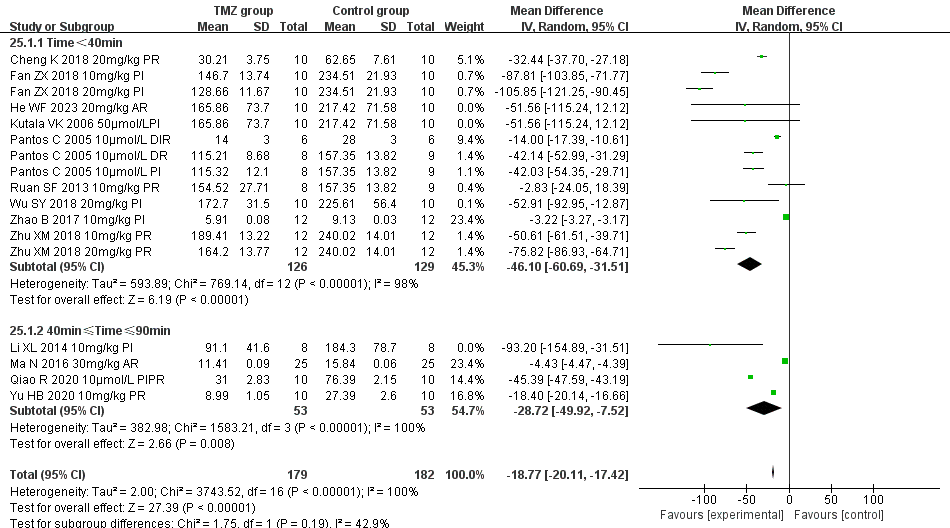 TMZ group Control group Mean Difference Mean Difference
Study or Subgroup Mean SD Total Mean SD Total Weight IV, Random, 95% CI IV, Random, 95% CI
25.1.1 Time＜40min
Cheng K 2018 20mg/kg PR 30.21 3.75 10 62.65 7.61 10 5.1% -32.44 [-37.70, -27.18]
Fan ZX 2018 10mg/kg PI 146.7 13.74 10 234.51 21.93 10 0.7% -87.81 [-103.85, -71.77]
Fan ZX 2018 20mg/kg PI 128.66 11.67 10 234.51 21.93 10 0.7% -105.85 [-121.25, -90.45]
He WF 2023 20mg/kg AR 165.86 73.7 10 217.42 71.58 10 0.0% -51.56 [-115.24, 12.12]
Kutala VK 2006 50μmol/LPI 165.86 73.7 10 217.42 71.58 10 0.0% -51.56 [-115.24, 12.12]
Pantos C 2005 10μmol/L DIR 14 3 6 28 3 6 9.4% -14.00 [-17.39, -10.61]
Pantos C 2005 10μmol/L DR 115.21 8.68 8 157.35 13.82 9 1.4% -42.14 [-52.99, -31.29]
Pantos C 2005 10μmol/L PI 115.32 12.1 8 157.35 13.82 9 1.1% -42.03 [-54.35, -29.71]
Ruan SF 2013 10mg/kg PR 154.52 27.71 8 157.35 13.82 9 0.4% -2.83 [-24.05, 18.39]
Wu SY 2018 20mg/kg PI 172.7 31.5 10 225.61 56.4 10 0.1% -52.91 [-92.95, -12.87]
Zhao B 2017 10mg/kg PI 5.91 0.08 12 9.13 0.03 12 23.4% -3.22 [-3.27, -3.17]
Zhu XM 2018 10mg/kg PR 189.41 13.22 12 240.02 14.01 12 1.4% -50.61 [-61.51, -39.71]
Zhu XM 2018 20mg/kg PR 164.2 13.77 12 240.02 14.01 12 1.4% -75.82 [-86.93, -64.71]
Subtotal (95% CI) 126 129 45.3% -46.10 [-60.69, -31.51]
Heterogeneity: Tau² = 593.89; Chi² = 769.14, df = 12 (P < 0.00001); I² = 98%
Test for overall effect: Z = 6.19 (P < 0.00001)
25.1.2 40min≤Time≤90min
Li XL 2014 10mg/kg PI 91.1 41.6 8 184.3 78.7 8 0.0% -93.20 [-154.89, -31.51]
Ma N 2016 30mg/kg AR 11.41 0.09 25 15.84 0.06 25 23.4% -4.43 [-4.47, -4.39]
Qiao R 2020 10μmol/L PIPR 31 2.83 10 76.39 2.15 10 14.4% -45.39 [-47.59, -43.19]
Yu HB 2020 10mg/kg PR 8.99 1.05 10 27.39 2.6 10 16.8% -18.40 [-20.14, -16.66]
Subtotal (95% CI) 53 53 54.7% -28.72 [-49.92, -7.52]
Heterogeneity: Tau² = 382.98; Chi² = 1583.21, df = 3 (P < 0.00001); I² = 100%
Test for overall effect: Z = 2.66 (P = 0.008)
Total (95% CI) 179 182 100.0% -18.77 [-20.11, -17.42]
Heterogeneity: Tau² = 2.00; Chi² = 3743.52, df = 16 (P < 0.00001); I² = 100%
Test for overall effect: Z = 27.39 (P < 0.00001)
Test for subgroup differences: Chi² = 1.75, df = 1 (P = 0.19), I² = 42.9%
-100 -50 0 50 100
Favours [experimental] Favours [control]